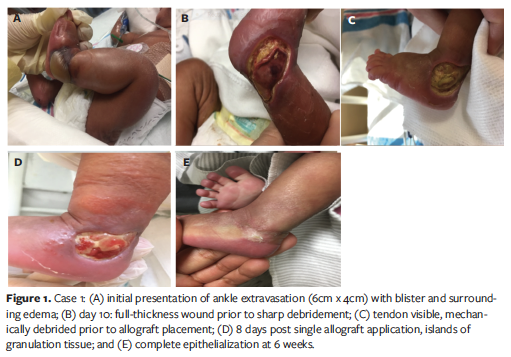 A
B
C
D
E
Figure 1. Case 1: (A) initial presentation of ankle extravasation (6cm x 4cm) with blister and surround-
ing edema; (B) day 10: full-thickness wound prior to sharp debridement; (C) tendon visible, mechan-
ically debrided prior to allograft placement; (D) 8 days post single allograft application, islands of
granulation tissue; and (E) complete epithelialization at 6 weeks.